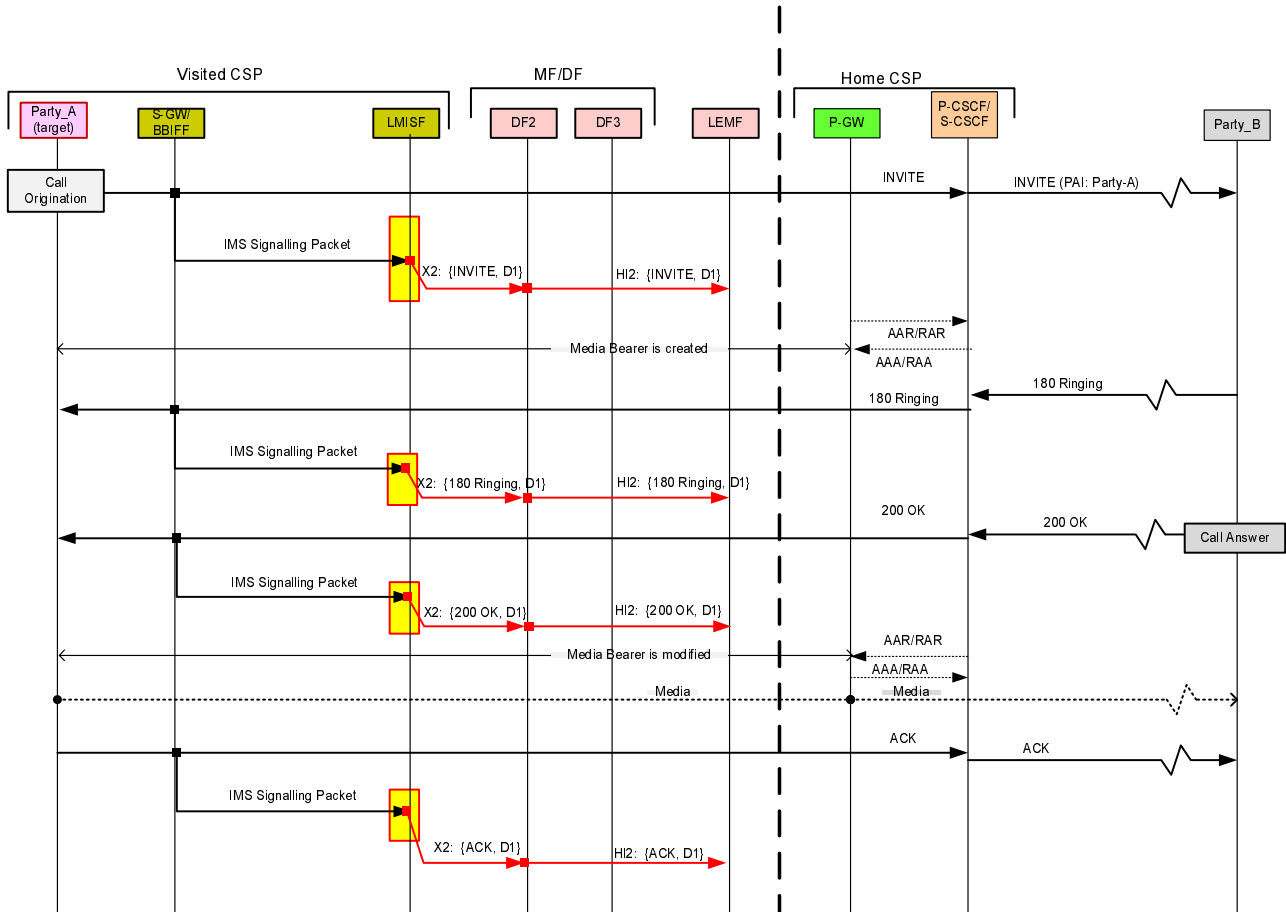 Visited CSP
MF/DF
Home CSP
Party_A
(target)
S-GW/
BBIFF
LMISF
DF2
DF3
LEMF
P-GW
P-CSCF/
S-CSCF
Party_B
Call
Origination
INVITE
INVITE (PAI: Party-A)
IMS Signalling Packet
X2: {INVITE, D1}
HI2: {INVITE, D1}
AAR/RAR
Media Bearer is created
AAA/RAA
180 Ringing
180 Ringing
IMS Signalling Packet
X2: {180 Ringing, D1}
HI2: {180 Ringing, D1}
200 OK
200 OK
Call Answer
IMS Signalling Packet
X2: {200 OK, D1}
HI2: {200 OK, D1}
AAR/RAR
Media Bearer is modified
AAA/RAA
Media
Media
ACK
ACK
IMS Signalling Packet
X2: {ACK, D1}
HI2: {ACK, D1}